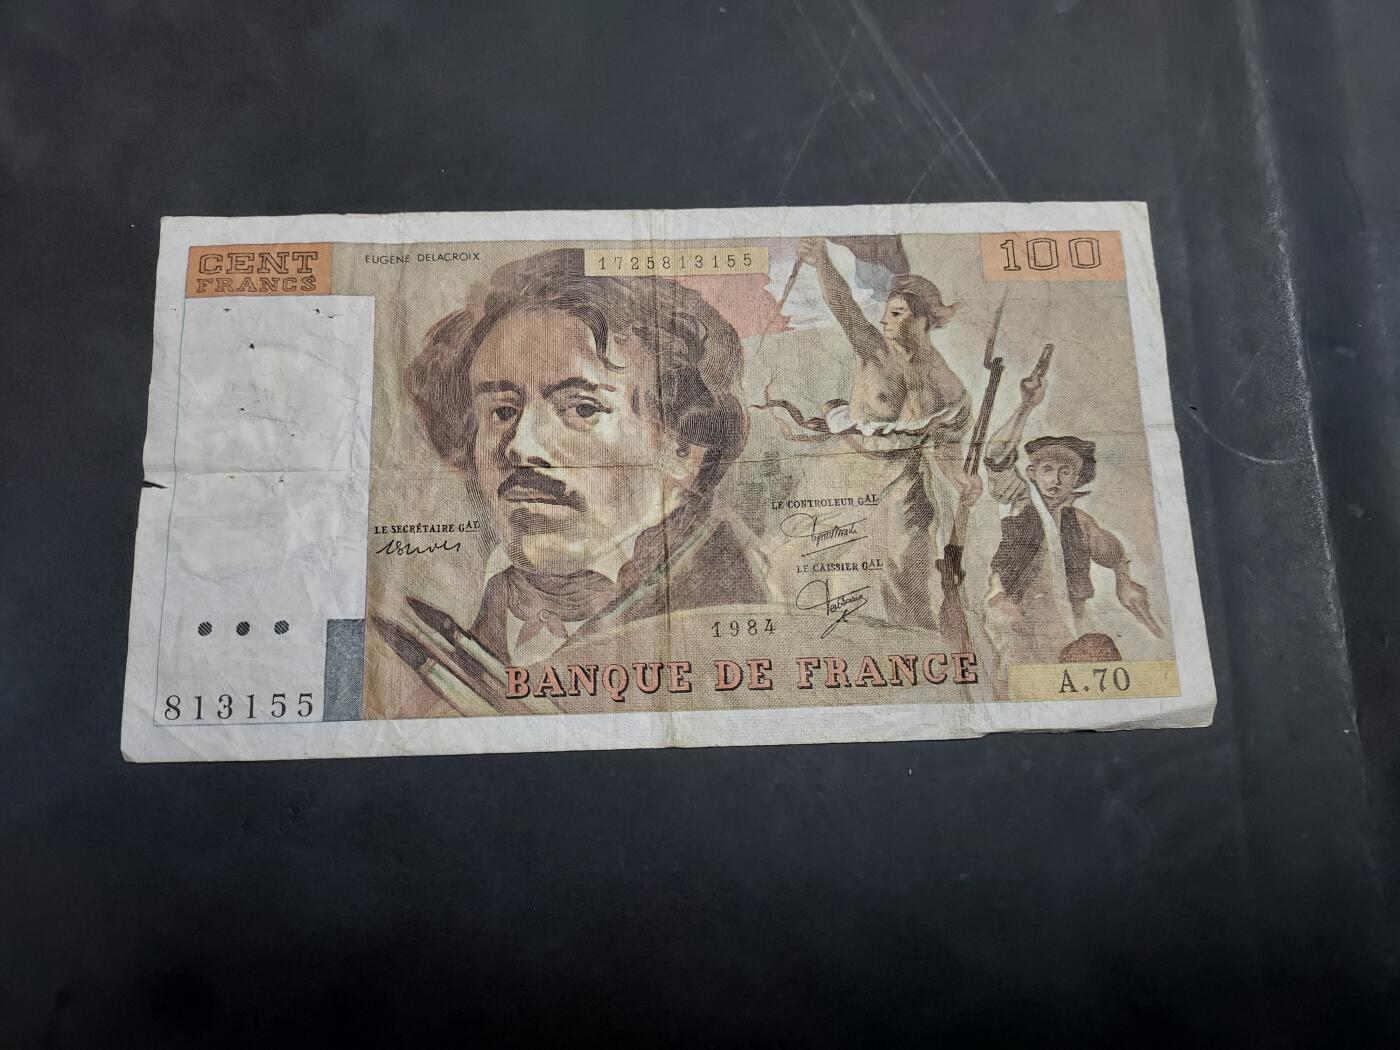 CENT
FRANCS
EUGÈNE DELACROIX
1725813155
100
LE SECRÉTAIRE GAL
LE CONTROLEUR GAL
LE CAISSIER GAL
1984
BANQUE DE FRANCE
A.70
813155